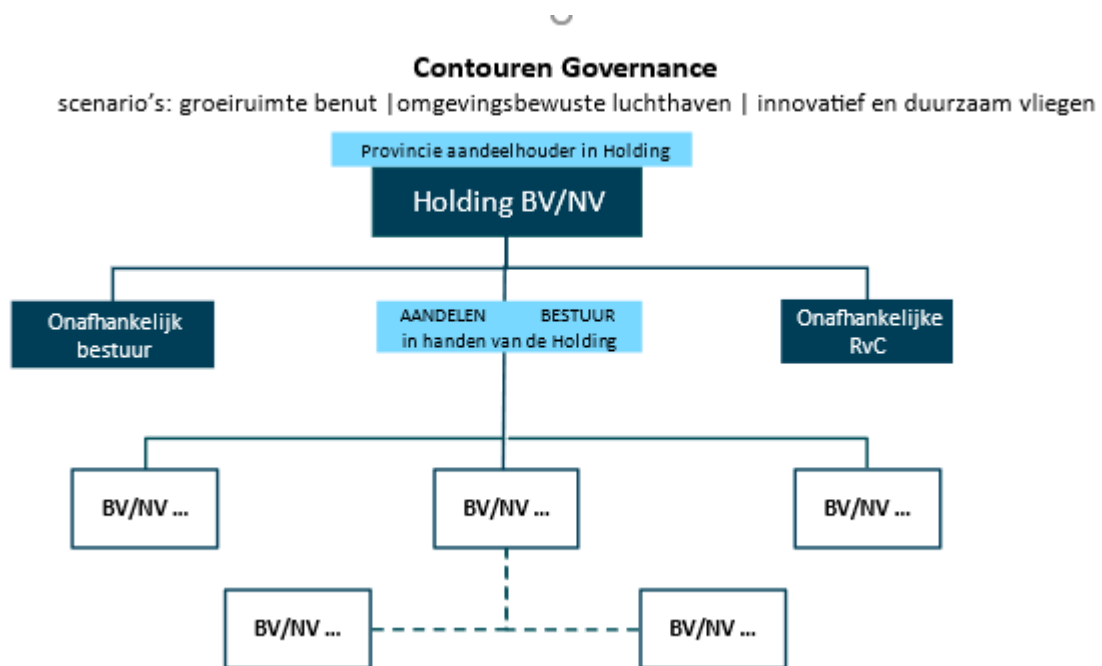 Contouren Governance
scenario's: groeiruimte benut |omgevingsbewuste luchthaven | innovatief en duurzaam vliegen
Provincie aandeelhouder in Holding
Holding BV/NV
Onafhankelijk
bestuur
AANDELEN BESTUUR
in handen van de Holding
Onafhankelijke
RvC
BV/NV ...
BV/NV ...
BV/NV ...
BV/NV ...
BV/NV ...